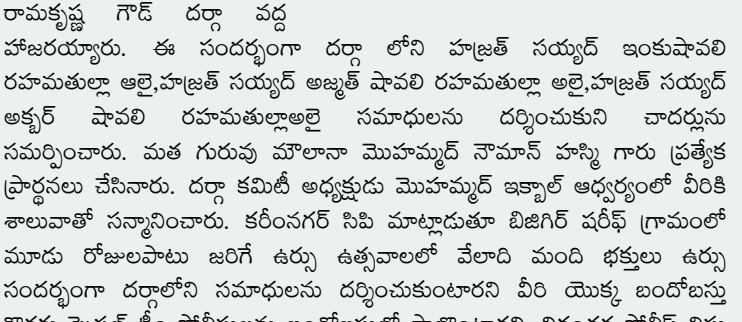 రామకృష్ణ గౌడ్ దర్గా వద్ద
హాజరయ్యారు. ఈ సందర్భంగా దర్గా లోని హజ్రత్ సయ్యద్ ఇంకుషావలి
రహమతుల్లా ఆలై,హజ్రత్ సయ్యద్ అజ్మత్ షావలి రహమతుల్లా అలై,హజ్రత్ సయ్యద్
అక్బర్ షావలి రహమతుల్లాఅలై సమాధులను దర్శించుకుని చాదర్లును
సమర్పించారు. మత గురువు మౌలానా మొహమ్మద్ నౌమాన్ హస్మి గారు ప్రత్యేక
ప్రార్థనలు చేసినారు. దర్గా కమిటీ అధ్యక్షుడు మొహమ్మద్ ఇక్బాల్ ఆధ్వర్యంలో వీరికి
శాలువాతో సన్మానించారు. కరీంనగర్ సిపి మాట్లాడుతూ బిజిగిర్ షరీఫ్ గ్రామంలో
మూడు రోజులపాటు జరిగే ఉర్సు ఉత్సవాలలో వేలాది మంది భక్తులు ఉర్సు
సందర్భంగా దర్గాలోని సమాధులను దర్శించుకుంటారని వీరి యొక్క బందోబస్తు